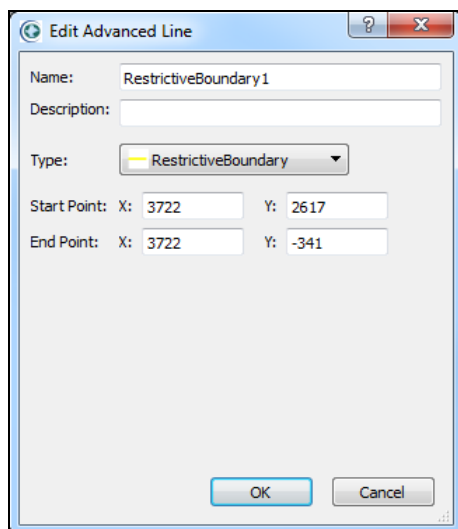 Edit Advanced Line
Name: RestrictiveBoundary1
Description:
Type: RestrictiveBoundary
Start Point: X: 3722 Y: 2617
End Point: X: 3722 Y: -341
OK Cancel